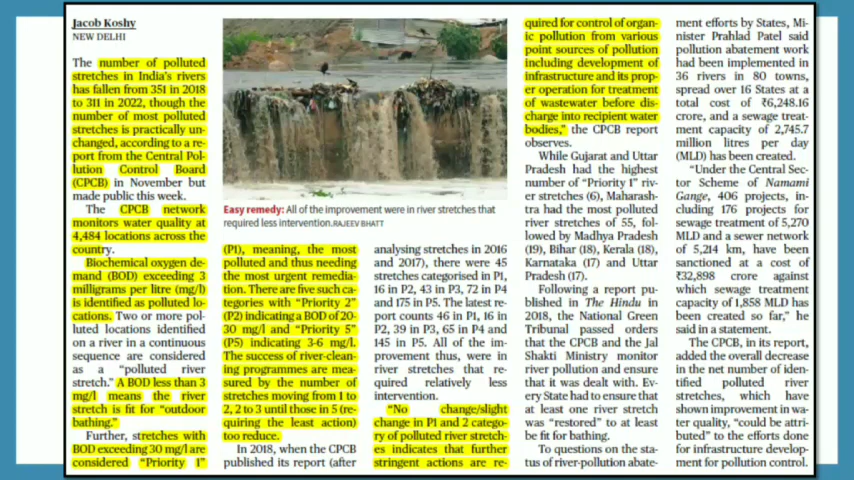 Jacob Koshy
NEW DELHI
The number of polluted
stretches in India's rivers
has fallen from 351 in 2018
to 311 in 2022, though the
number of most polluted
stretches is practically un-
changed, according to a re-
port from the Central Pol-
lution Control Board
(CPCB) in November but
made public this week.
The CPCB network
monitors water quality at
4,484 locations across the
country.
Biochemical oxygen de-
mand (BOD) exceeding 3
milligrams per litre (mg/l)
is identified as polluted lo-
cations. Two or more pol-
luted locations identified
on a river in a continuous
sequence are considered
as a "polluted river
stretch." A BOD less than 3
mg/l means the river
stretch is fit for "outdoor
bathing."
Further, stretches with
BOD exceeding 30 mg/l are
considered "Priority 1"
Easy remedy: All of the improvement were in river stretches that
required less intervention. RAJEEV BHATT
(P1), meaning, the most
polluted and thus needing
the most urgent remedia-
tion. There are five such ca-
tegories with "Priority 2"
(P2) indicating a BOD of 20-
30 mg/l and "Priority 5"
(P5) indicating 3-6 mg/l.
The success of river-clean-
ing programmes are mea-
sured by the number of
stretches moving from 1 to
2, 2 to 3 until those in 5 (re-
quiring the least action)
too reduce.
In 2018, when the CPCB
published its report (after
analysing stretches in 2016
and 2017), there were 45
stretches categorised in P1,
16 in P2, 43 in P3, 72 in P4
and 175 in P5. The latest re-
port counts 46 in P1, 16 in
P2, 39 in P3, 65 in P4 and
145 in P5. All of the im-
provement thus, were in
river stretches that re-
quired relatively less
intervention.
"No change/slight
change in P1 and 2 catego-
ry of polluted river stretch-
es indicates that further
stringent actions are re-
quired for control of organ-
ic pollution from various
point sources of pollution
including development of
infrastructure and its prop-
er operation for treatment
of wastewater before dis-
charge into recipient water
bodies," the CPCB report
observes.
While Gujarat and Uttar
Pradesh had the highest
number of "Priority 1" riv-
er stretches (6), Maharash-
tra had the most polluted
river stretches of 55, fol-
lowed by Madhya Pradesh
(19), Bihar (18), Kerala (18),
Karnataka (17) and Uttar
Pradesh (17).
Following a report pu-
blished in The Hindu in
2018, the National Green
Tribunal passed orders
that the CPCB and the Jal
Shakti Ministry monitor
river pollution and ensure
that it was dealt with. Ev-
ery State had to ensure that
at least one river stretch
was "restored" to at least
be fit for bathing.
To questions on the sta-
tus of river-pollution abate-
ment efforts by States, Mi-
nister Prahlad Patel said
pollution abatement work
had been implemented in
36 rivers in 80 towns,
spread over 16 States at a
total cost of ₹6,248.16
crore, and a sewage treat-
ment capacity of 2,745.7
million litres per day
(MLD) has been created.
"Under the Central Sec-
tor Scheme of Namami
Gange, 406 projects, in-
cluding 176 projects for
sewage treatment of 5,270
MLD and a sewer network
of 5,214 km, have been
sanctioned at a cost of
₹32,898 crore against
which sewage treatment
capacity of 1,858 MLD has
been created so far," he
said in a statement.
The CPCB, in its report,
added the overall decrease
in the net number of iden-
tified polluted river
stretches, which have
shown improvement in wa-
ter quality, "could be attri-
buted" to the efforts done
for infrastructure develop-
ment for pollution control.